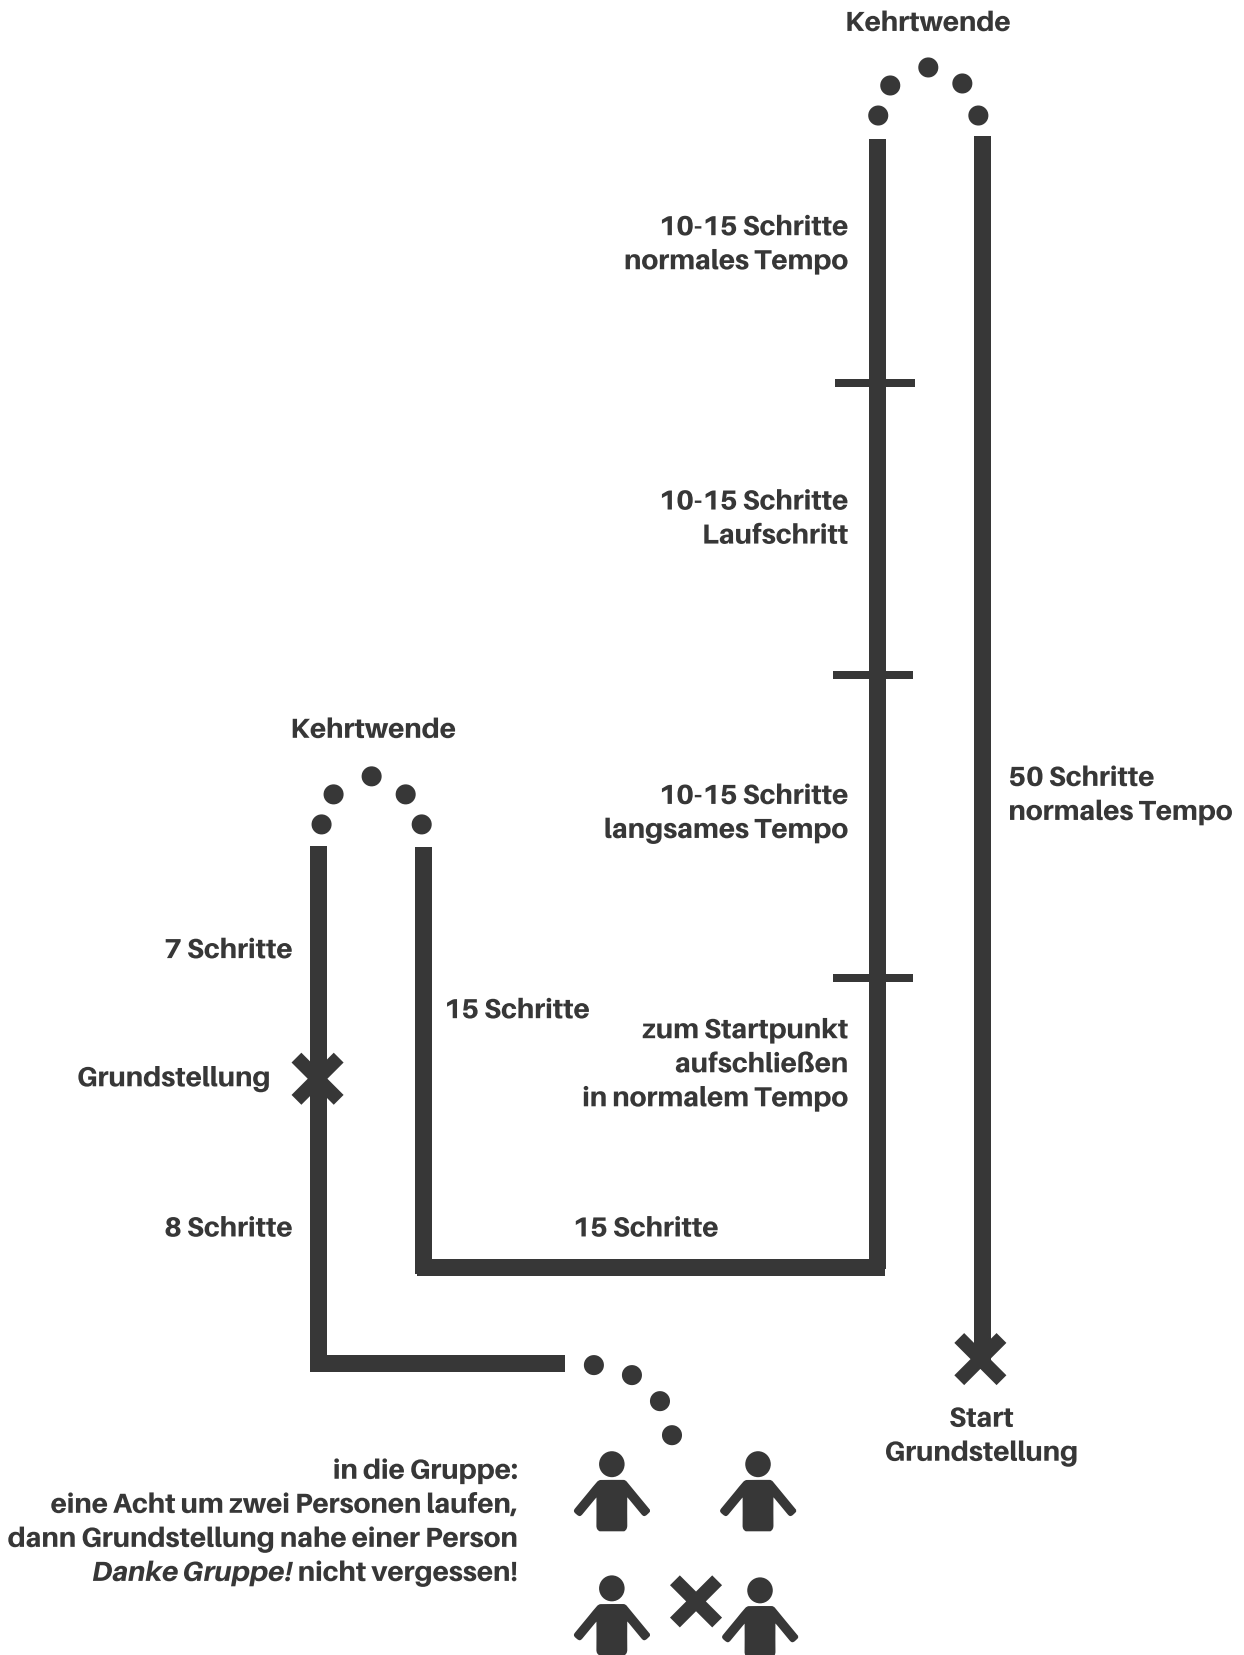 Kehrtwende
10-15 Schritte
normales Tempo
10-15 Schritte
Laufschritt
Kehrtwende
10-15 Schritte
langsames Tempo
50 Schritte
normales Tempo
7 Schritte
15 Schritte
zum Startpunkt
aufschließen
in normalem Tempo
Grundstellung
8 Schritte
15 Schritte
Start
Grundstellung
in die Gruppe:
eine Acht um zwei Personen laufen,
dann Grundstellung nahe einer Person
Danke Gruppe! nicht vergessen!